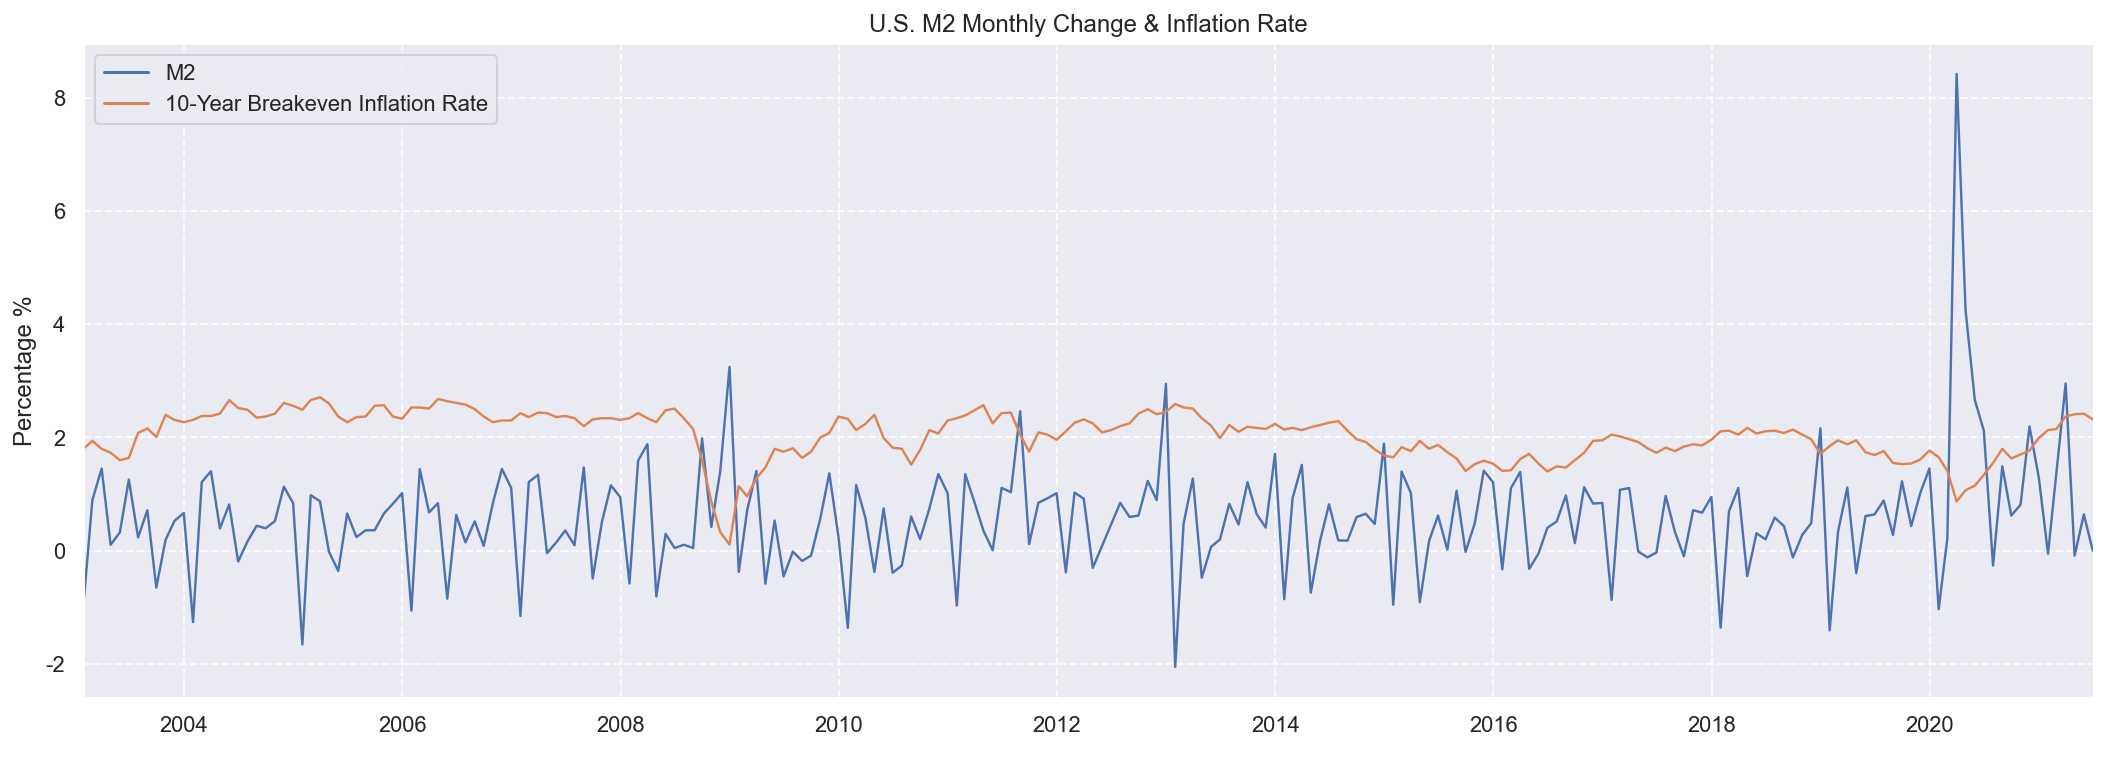 U.S. M2 Monthly Change & Inflation Rate
M2
10-Year Breakeven Inflation Rate
Percentage %
8
6
4
2
0
-2
2004 2006 2008 2010 2012 2014 2016 2018 2020